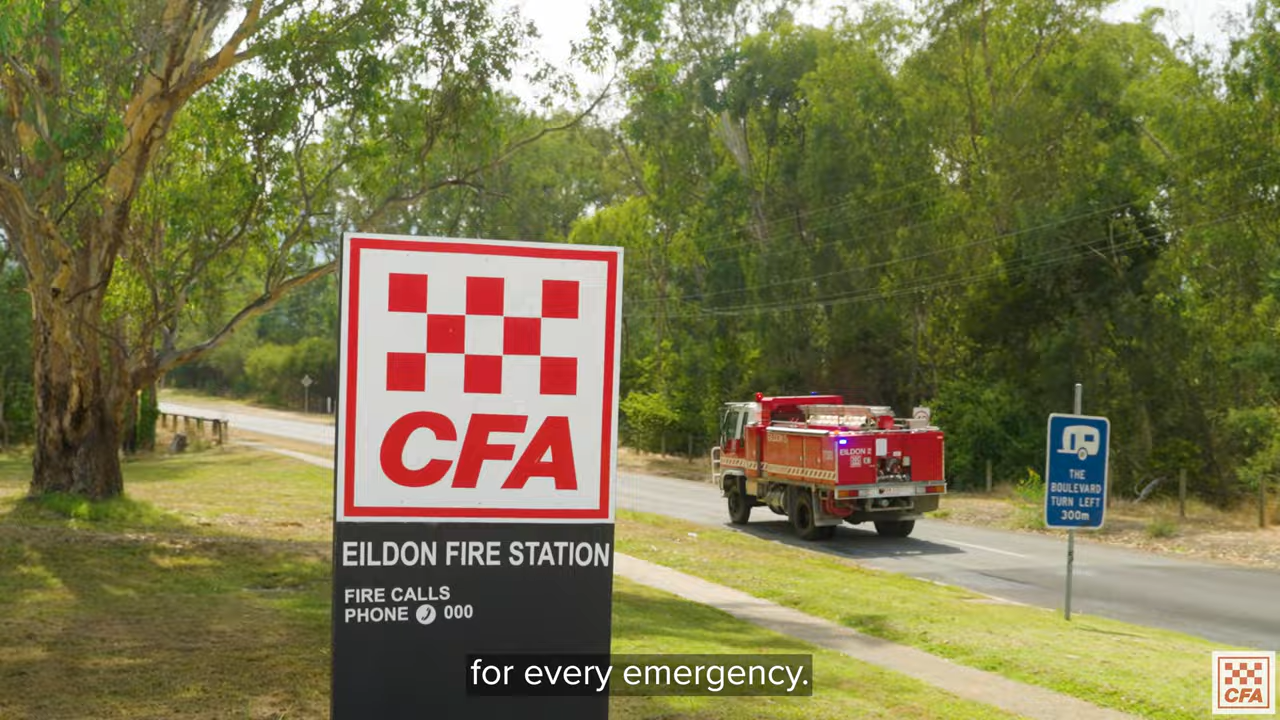 CFA
EILDON FIRE STATION
FIRE CALLS
PHONE 000
EILDON 2
THE
BOULEVARD
TURN LEFT
300m
for every emergency.
CFA